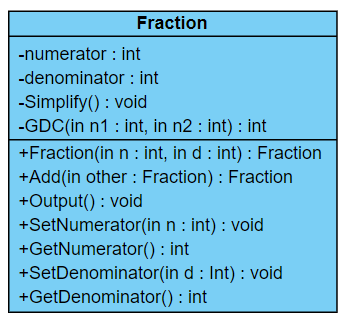 Fraction
-numerator : int
-denominator : int
-Simplify() : void
-GDC(in n1 : int, in n2 : int) : int
+Fraction(in n : int, in d : int) : Fraction
+Add(in other : Fraction) : Fraction
+Output() : void
+SetNumerator(in n : int) : void
+GetNumerator() : int
+SetDenominator(in d : Int) : void
+GetDenominator() : int